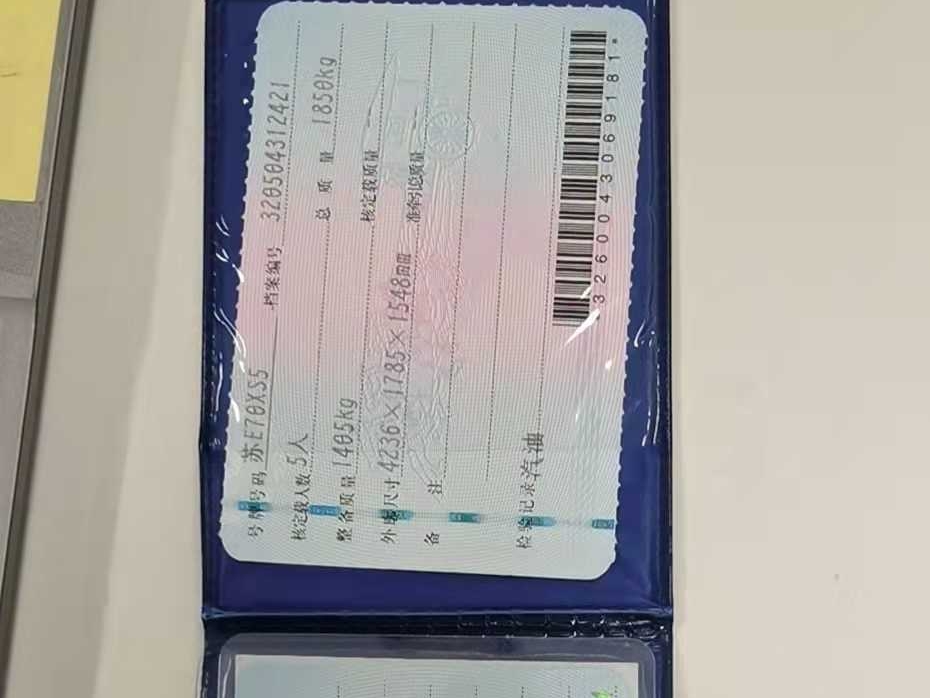 号牌号码 苏E70XS5 档案编号 320504312421
核定载人数 5人 总质量 1850kg
整备质量 1405kg 核定载质量
外廓尺寸 4236×1785×1548mm 准牵引总质量
备注
检验记录 汽油
*3260043069181*